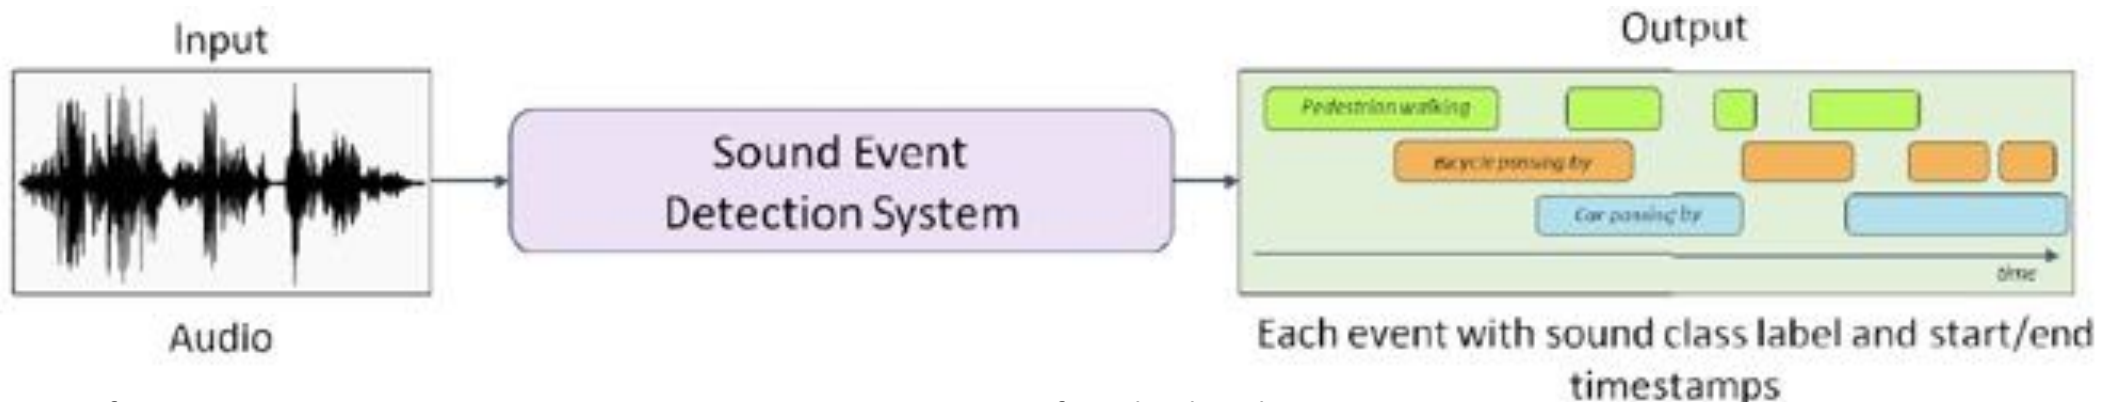 Input
Output
Pedestrian walking
Bicycle passing by
Sound Event
Detection System
Car passing by
time
Audio
Each event with sound class label and start/end
timestamps